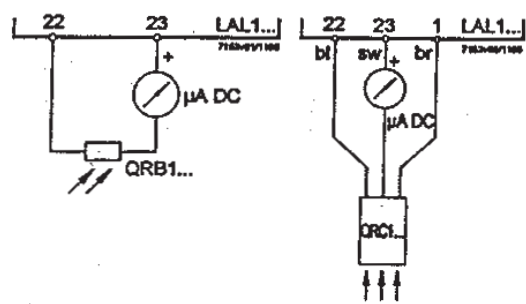 22 23 LAL1...
+
µA DC
QRB1...
22 23 1 LAL1...
bl sw + br
µA DC
QRC1...